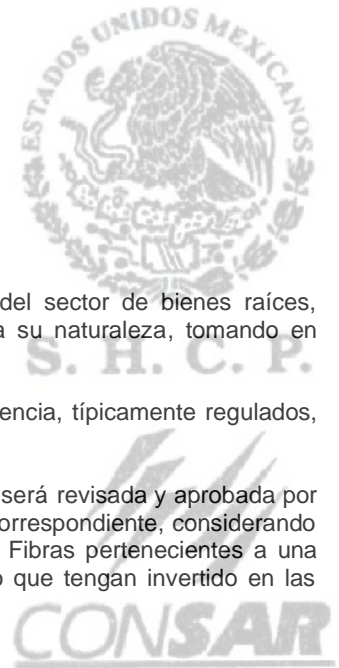 ESTADOS UNIDOS MEXICANOS
del sector de bienes raíces,
a su naturaleza, tomando en
S. H. C. P.
encia, típicamente regulados,
será revisada y aprobada por
orrespondiente, considerando
Fibras pertenecientes a una
o que tengan invertido en las
CONSAR